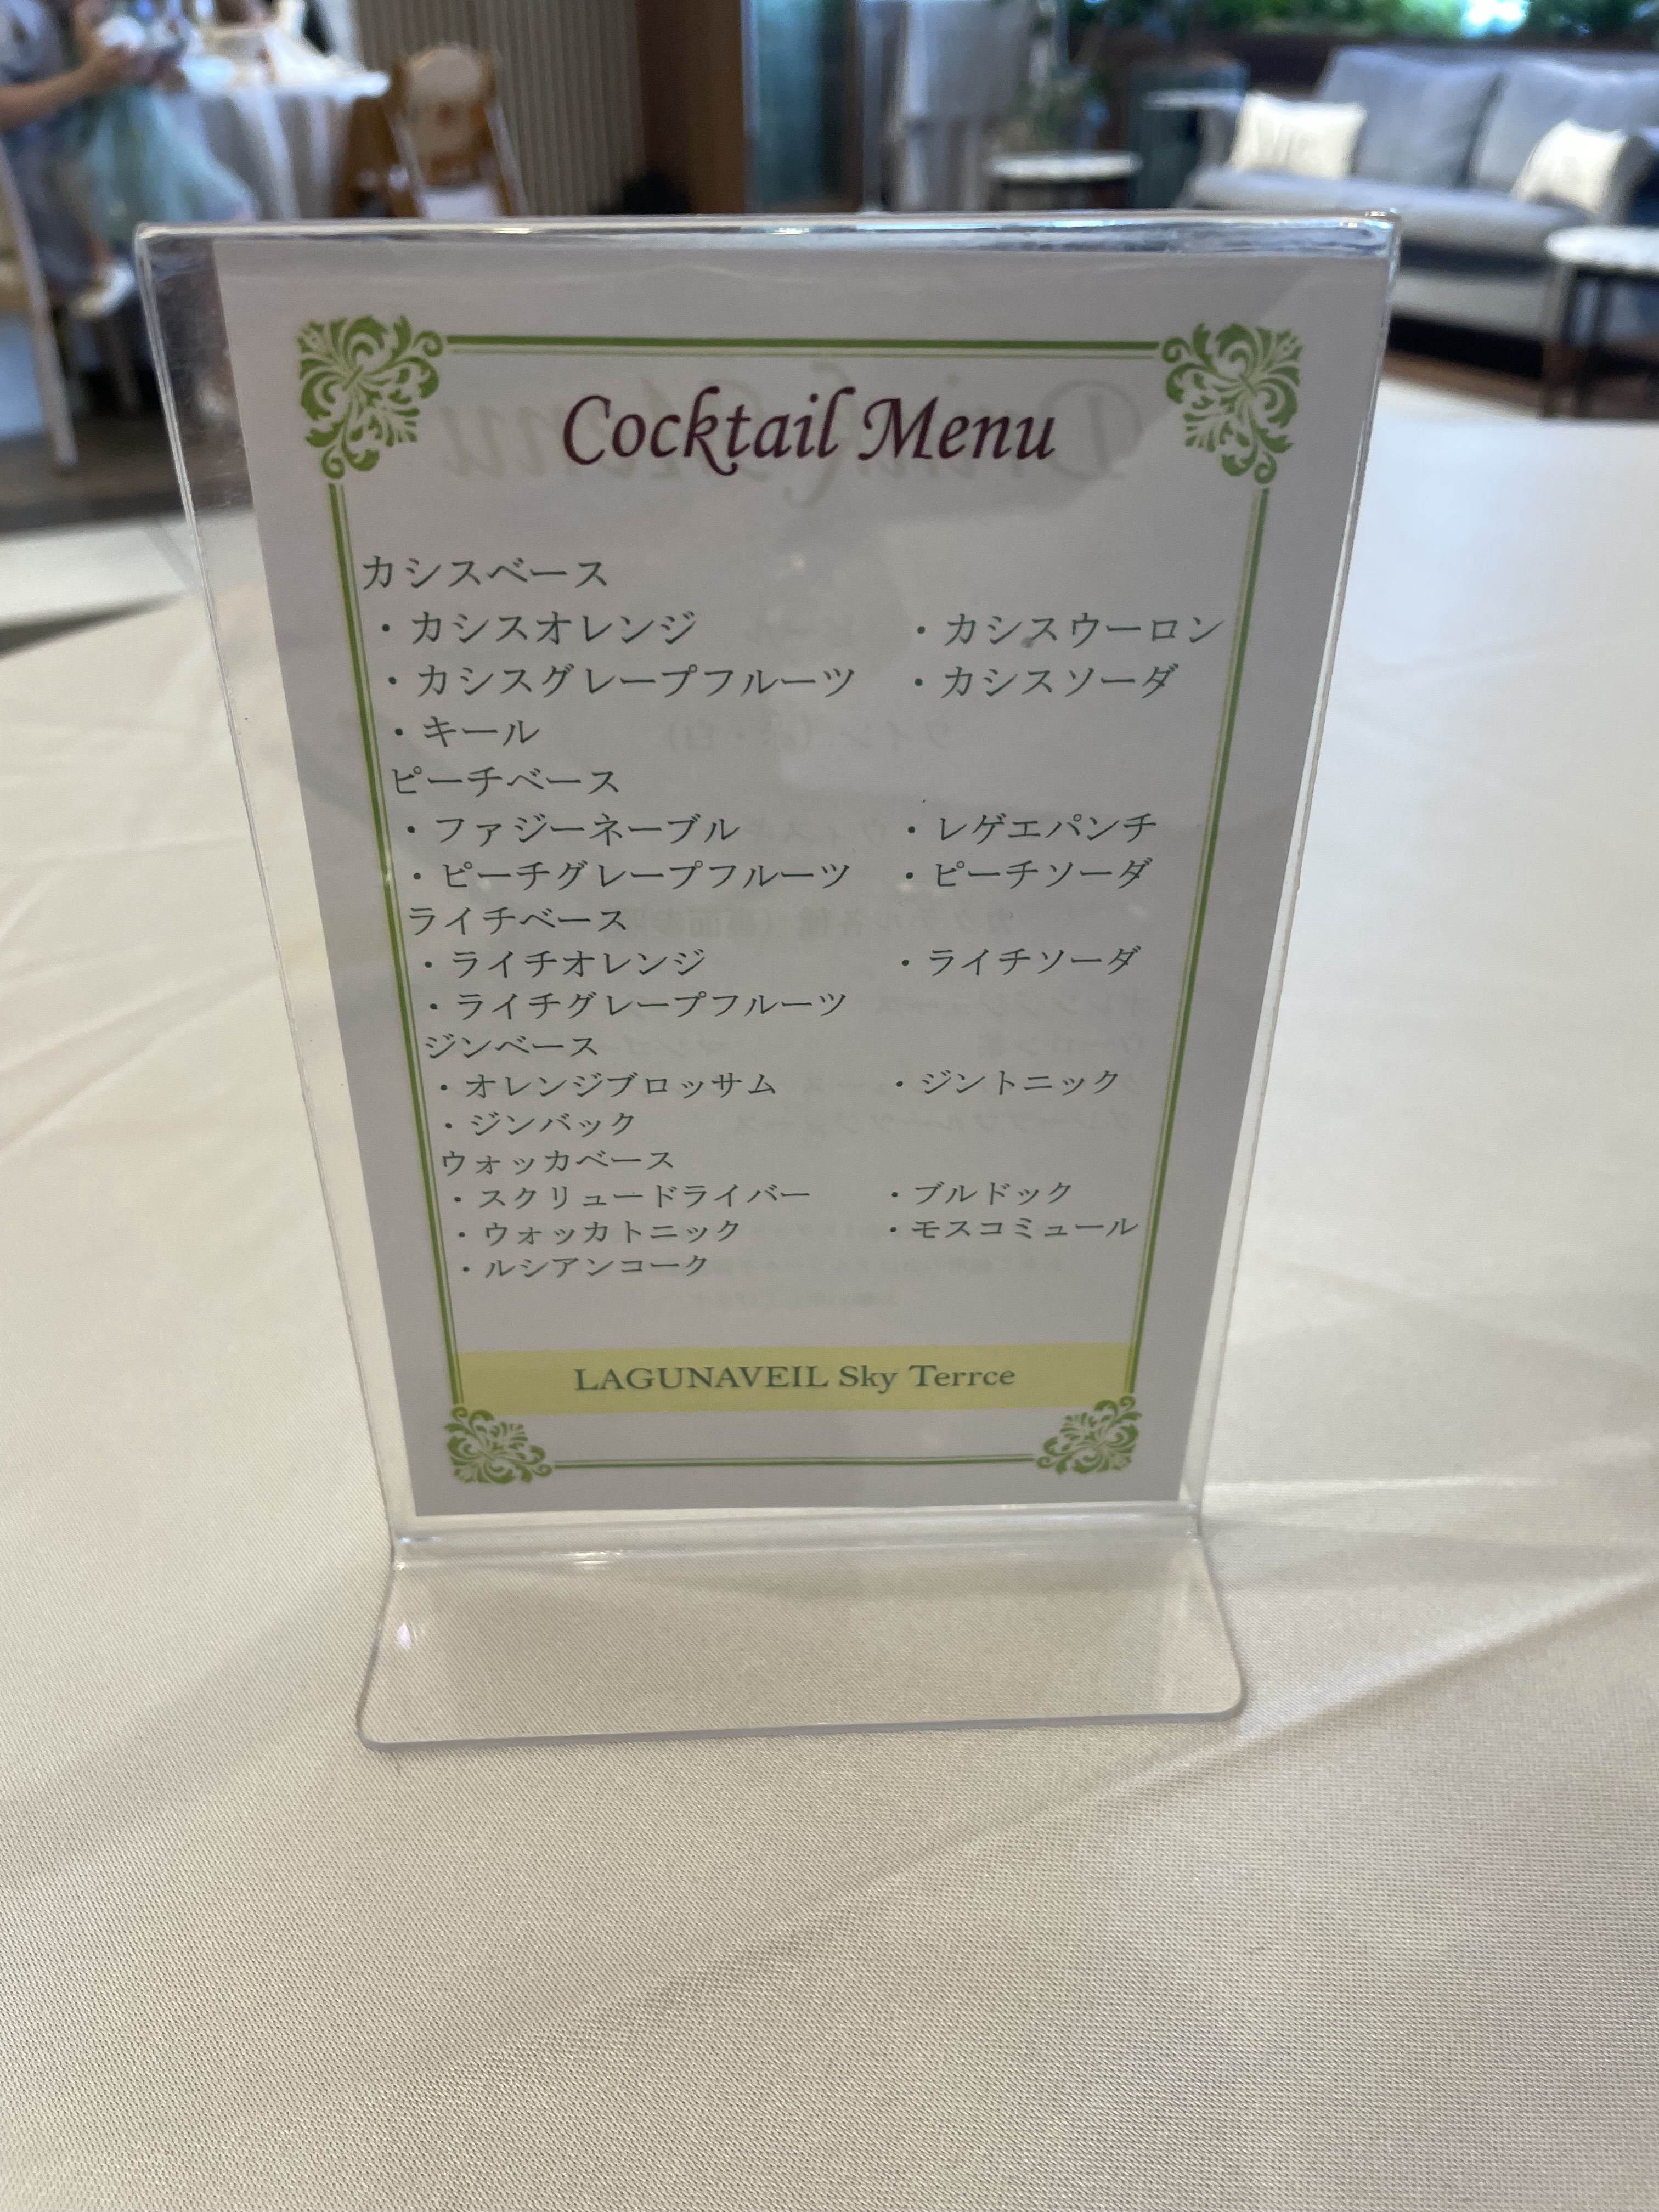 Cocktail Menu
カシスベース
・カシスオレンジ ・カシスウーロン
・カシスグレープフルーツ ・カシスソーダ
・キール
ピーチベース
・ファジーネーブル ・レゲエパンチ
・ピーチグレープフルーツ ・ピーチソーダ
ライチベース
・ライチオレンジ ・ライチソーダ
・ライチグレープフルーツ
ジンベース
・オレンジブロッサム ・ジントニック
・ジンバック
ウォッカベース
・スクリュードライバー ・ブルドック
・ウォッカトニック ・モスコミュール
・ルシアンコーク
LAGUNAVEIL Sky Terrce